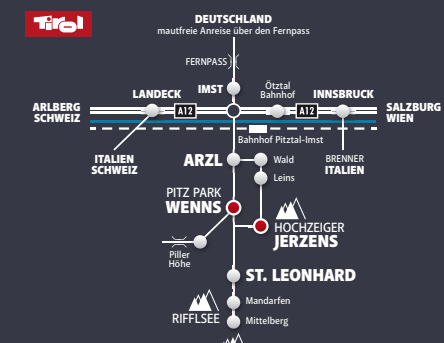 Tirol
DEUTSCHLAND
mautfreie Anreise über den Fernpass
FERNPASS
IMST
Ötztal
Bahnhof
LANDECK
INNSBRUCK
ARLBERG
SCHWEIZ
A12
A12
SALZBURG
WIEN
Bahnhof Pitztal-Imst
ITALIEN
SCHWEIZ
ARZL
Wald
BRENNER
ITALIEN
Leins
PITZ PARK
WENNS
HOCHZEIGER
JERZENS
Piller
Höhe
ST. LEONHARD
Mandarfen
RIFFLSEE
Mittelberg